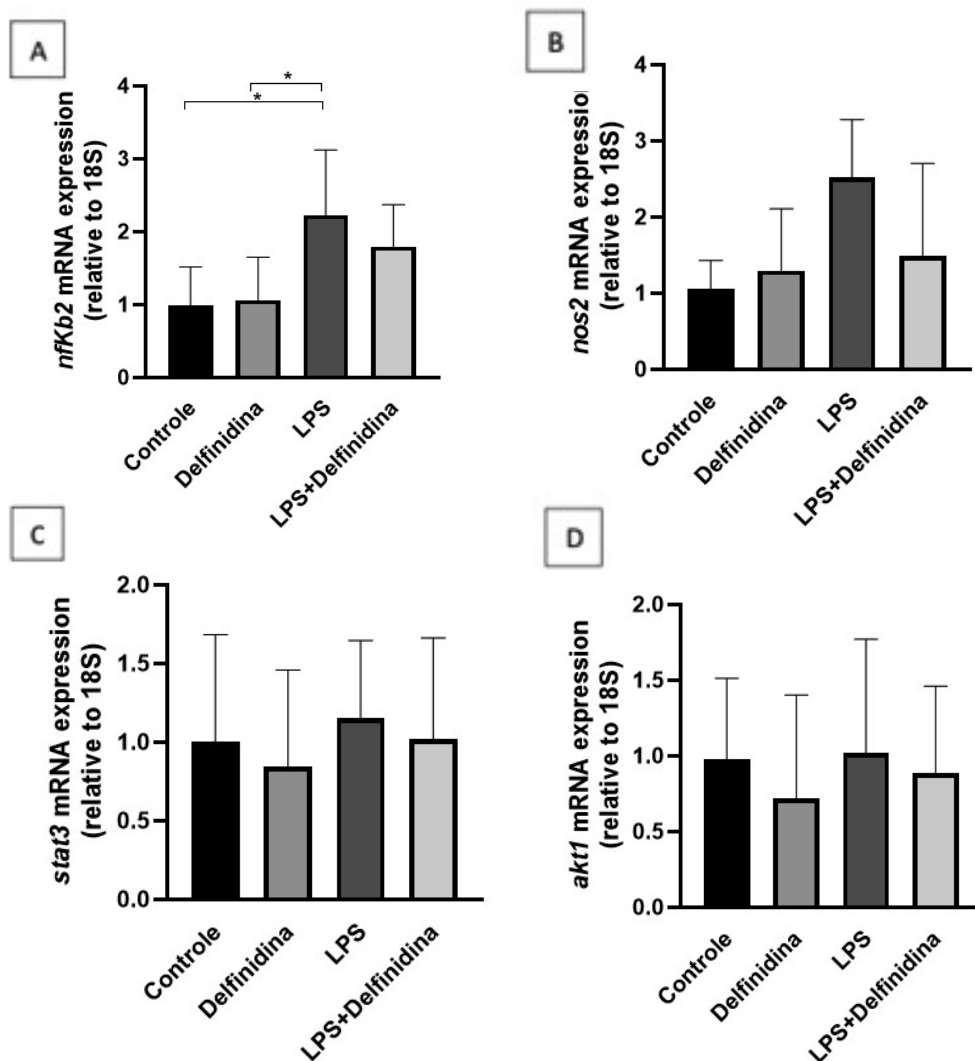 A
nfKb2 mRNA expression
(relative to 18S)
4
3
2
1
0
*
*
Controle
Delfinidina
LPS
LPS+Delfinidina
B
nos2 mRNA expression
(relative to 18S)
4
3
2
1
0
Controle
Delfinidina
LPS
LPS+Delfinidina
C
stat3 mRNA expression
(relative to 18S)
2.0
1.5
1.0
0.5
0.0
Controle
Delfinidina
LPS
LPS+Delfinidina
D
akt1 mRNA expression
(relative to 18S)
2.0
1.5
1.0
0.5
0.0
Controle
Delfinidina
LPS
LPS+Delfinidina